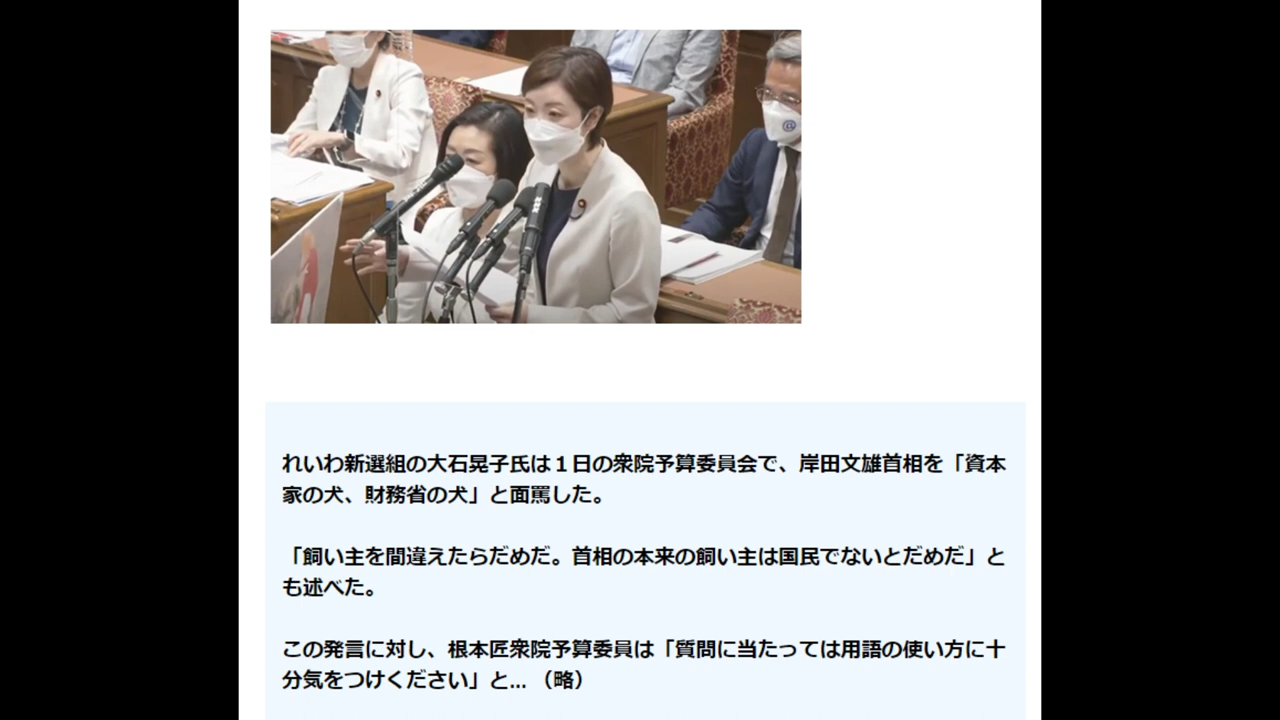 れいわ新選組の大石晃子氏は１日の衆院予算委員会で、岸田文雄首相を「資本
家の犬、財務省の犬」と面罵した。
「飼い主を間違えたらだめだ。首相の本来の飼い主は国民でないとだめだ」と
も述べた。
この発言に対し、根本匠衆院予算委員は「質問に当たっては用語の使い方に十
分気をつけください」と... （略）